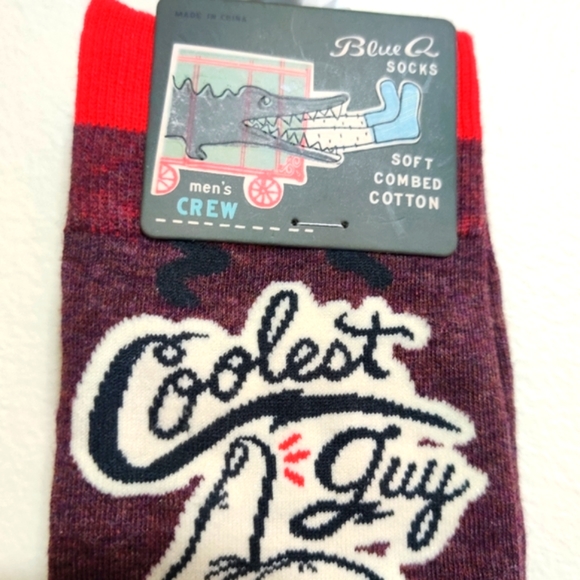 MADE IN CHINA
Blue Q
SOCKS
SOFT
COMBED
COTTON
men's
CREW
Coolest
guy